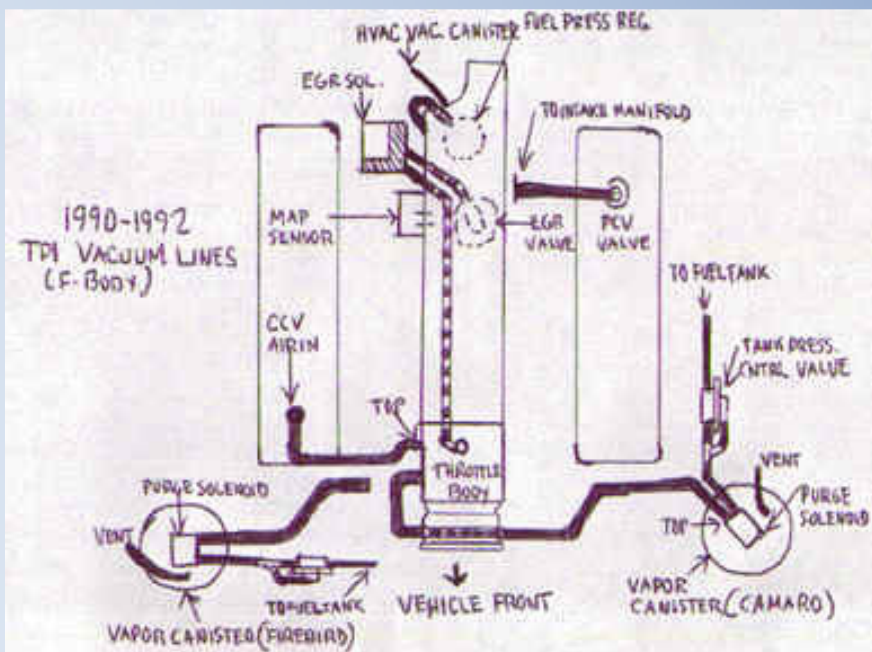 HVAC VAC. CANISTER
FUEL PRESS REG.
EGR SOL.
TO INTAKE MANIFOLD
1990-1992
TPI VACUUM LINES
(F-BODY)
MAP
SENSOR
EGR
VALVE
PCV
VALVE
TO FUEL TANK
CCV
AIR IN
TANK PRESS.
CNTRL VALVE
TOP
THROTTLE
BODY
VENT
PURGE SOLENOID
PURGE
SOLENOID
TOP
VENT
TO FUEL TANK
VEHICLE FRONT
VAPOR
CANISTER (CAMARO)
VAPOR CANISTER (FIREBIRD)